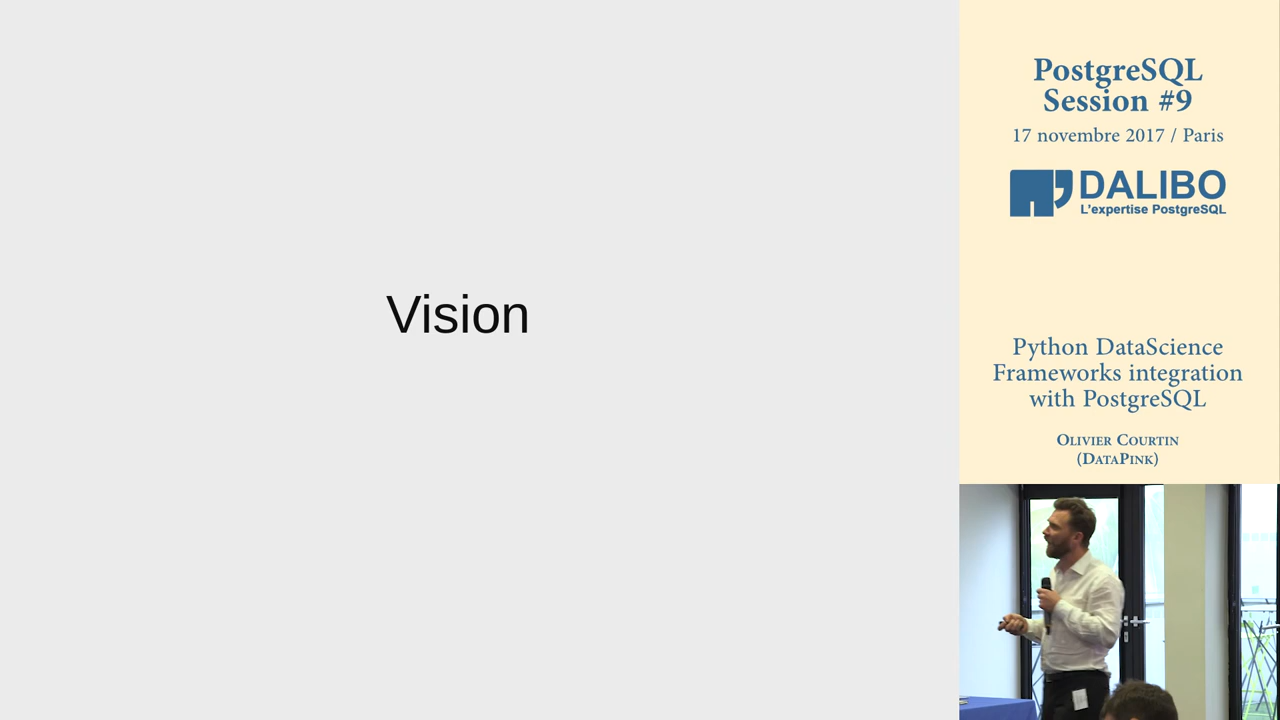 Vision
PostgreSQL
Session #9
17 novembre 2017 / Paris
DALIBO
L'expertise PostgreSQL
Python DataScience
Frameworks integration
with PostgreSQL
Olivier Courtin
(DataPink)